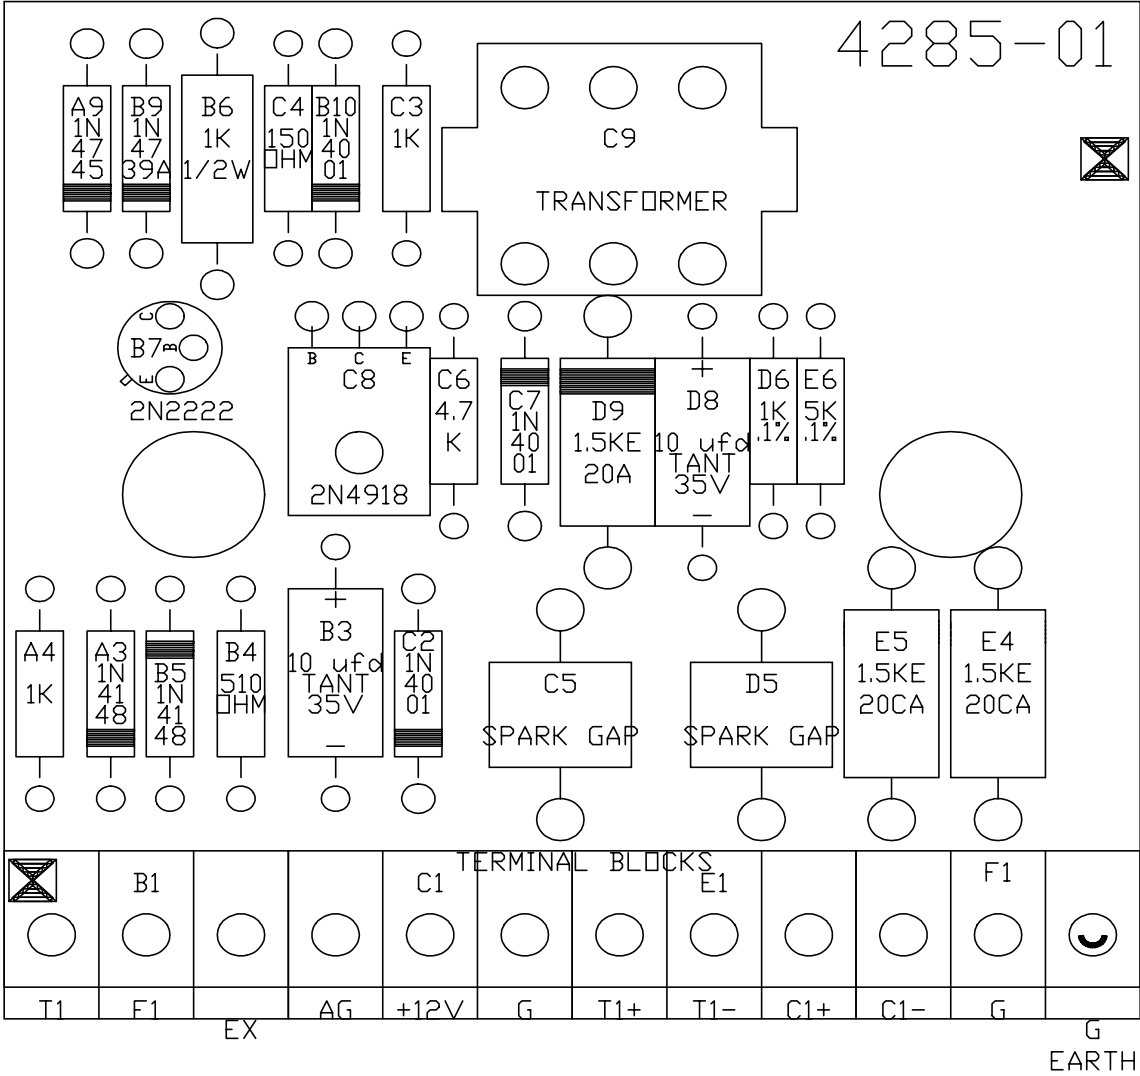 4285-01
A9
1N
47
45
B9
1N
47
39A
B6
1K
1/2W
C4
150
OHM
B10
1N
40
01
C3
1K
C9
TRANSFORMER
C
B7
B
E
2N2222
B
C
E
C8
2N4918
C6
4.7
K
C7
1N
40
01
D9
1.5KE
20A
+
D8
10 ufd
TANT
35V
−
D6
1K
.1%
E6
5K
.1%
A4
1K
A3
1N
41
48
B5
1N
41
48
B4
510
OHM
+
B3
10 ufd
TANT
35V
−
C2
1N
40
01
C5
SPARK GAP
D5
SPARK GAP
E5
1.5KE
20CA
E4
1.5KE
20CA
TERMINAL BLOCKS
B1
C1
E1
F1
T1
F1
EX
AG
+12V
G
T1+
T1-
C1+
C1-
G
G
EARTH